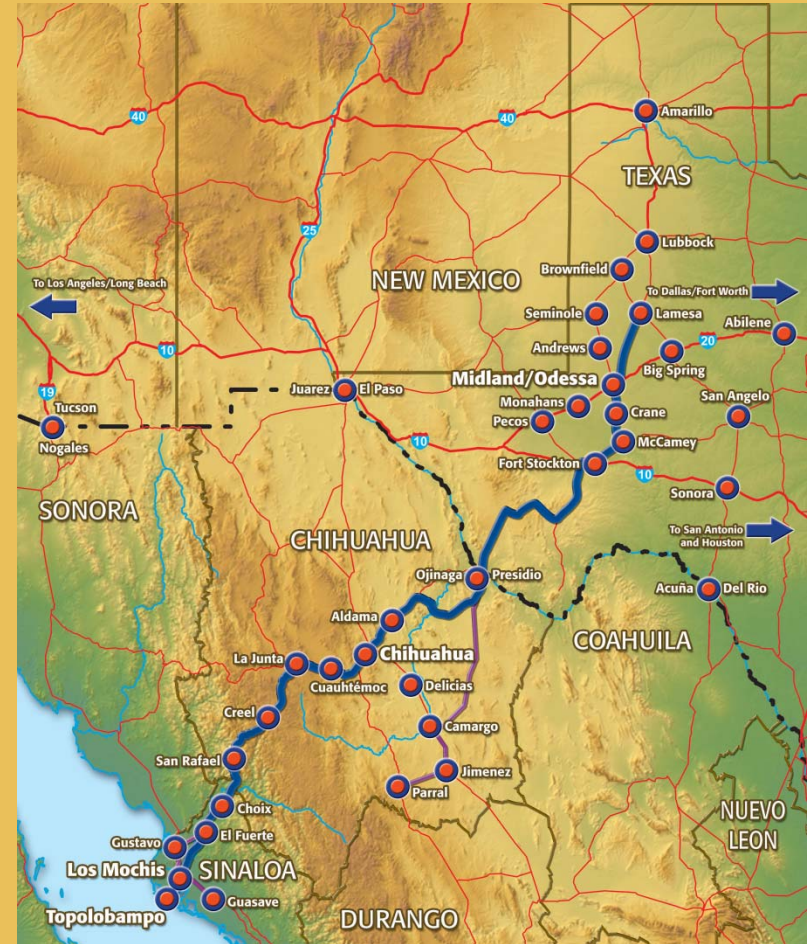 40
40
Amarillo
TEXAS
25
Lubbock
NEW MEXICO
Brownfield
To Los Angeles/Long Beach
To Dallas/Fort Worth
Seminole
Lamesa
Abilene
20
Andrews
10
Big Spring
Midland/Odessa
19
Juarez
El Paso
Monahans
San Angelo
Tucson
Crane
Pecos
Nogales
10
McCamey
Fort Stockton
10
Sonora
SONORA
To San Antonio
and Houston
CHIHUAHUA
Ojinaga
Presidio
Acuña
Del Rio
Aldama
COAHUILA
Chihuahua
La Junta
Cuauhtémoc
Delicias
Creel
Camargo
San Rafael
Jimenez
Parral
Choix
NUEVO
LEON
El Fuerte
Gustavo
Los Mochis
SINALOA
Guasave
Topolobampo
DURANGO